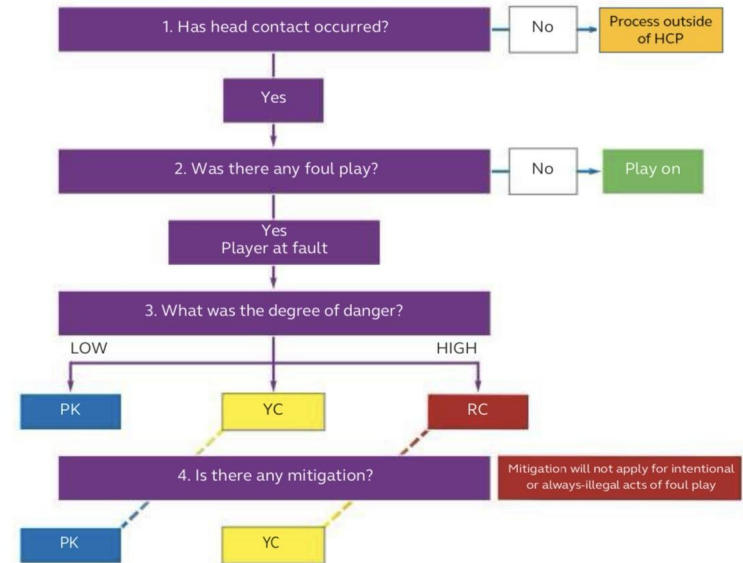 1. Has head contact occurred?
No
Process outside
of HCP
Yes
2. Was there any foul play?
No
Play on
Yes
Player at fault
3. What was the degree of danger?
LOW
HIGH
PK
YC
RC
4. Is there any mitigation?
Mitigation will not apply for intentional
or always-illegal acts of foul play
PK
YC